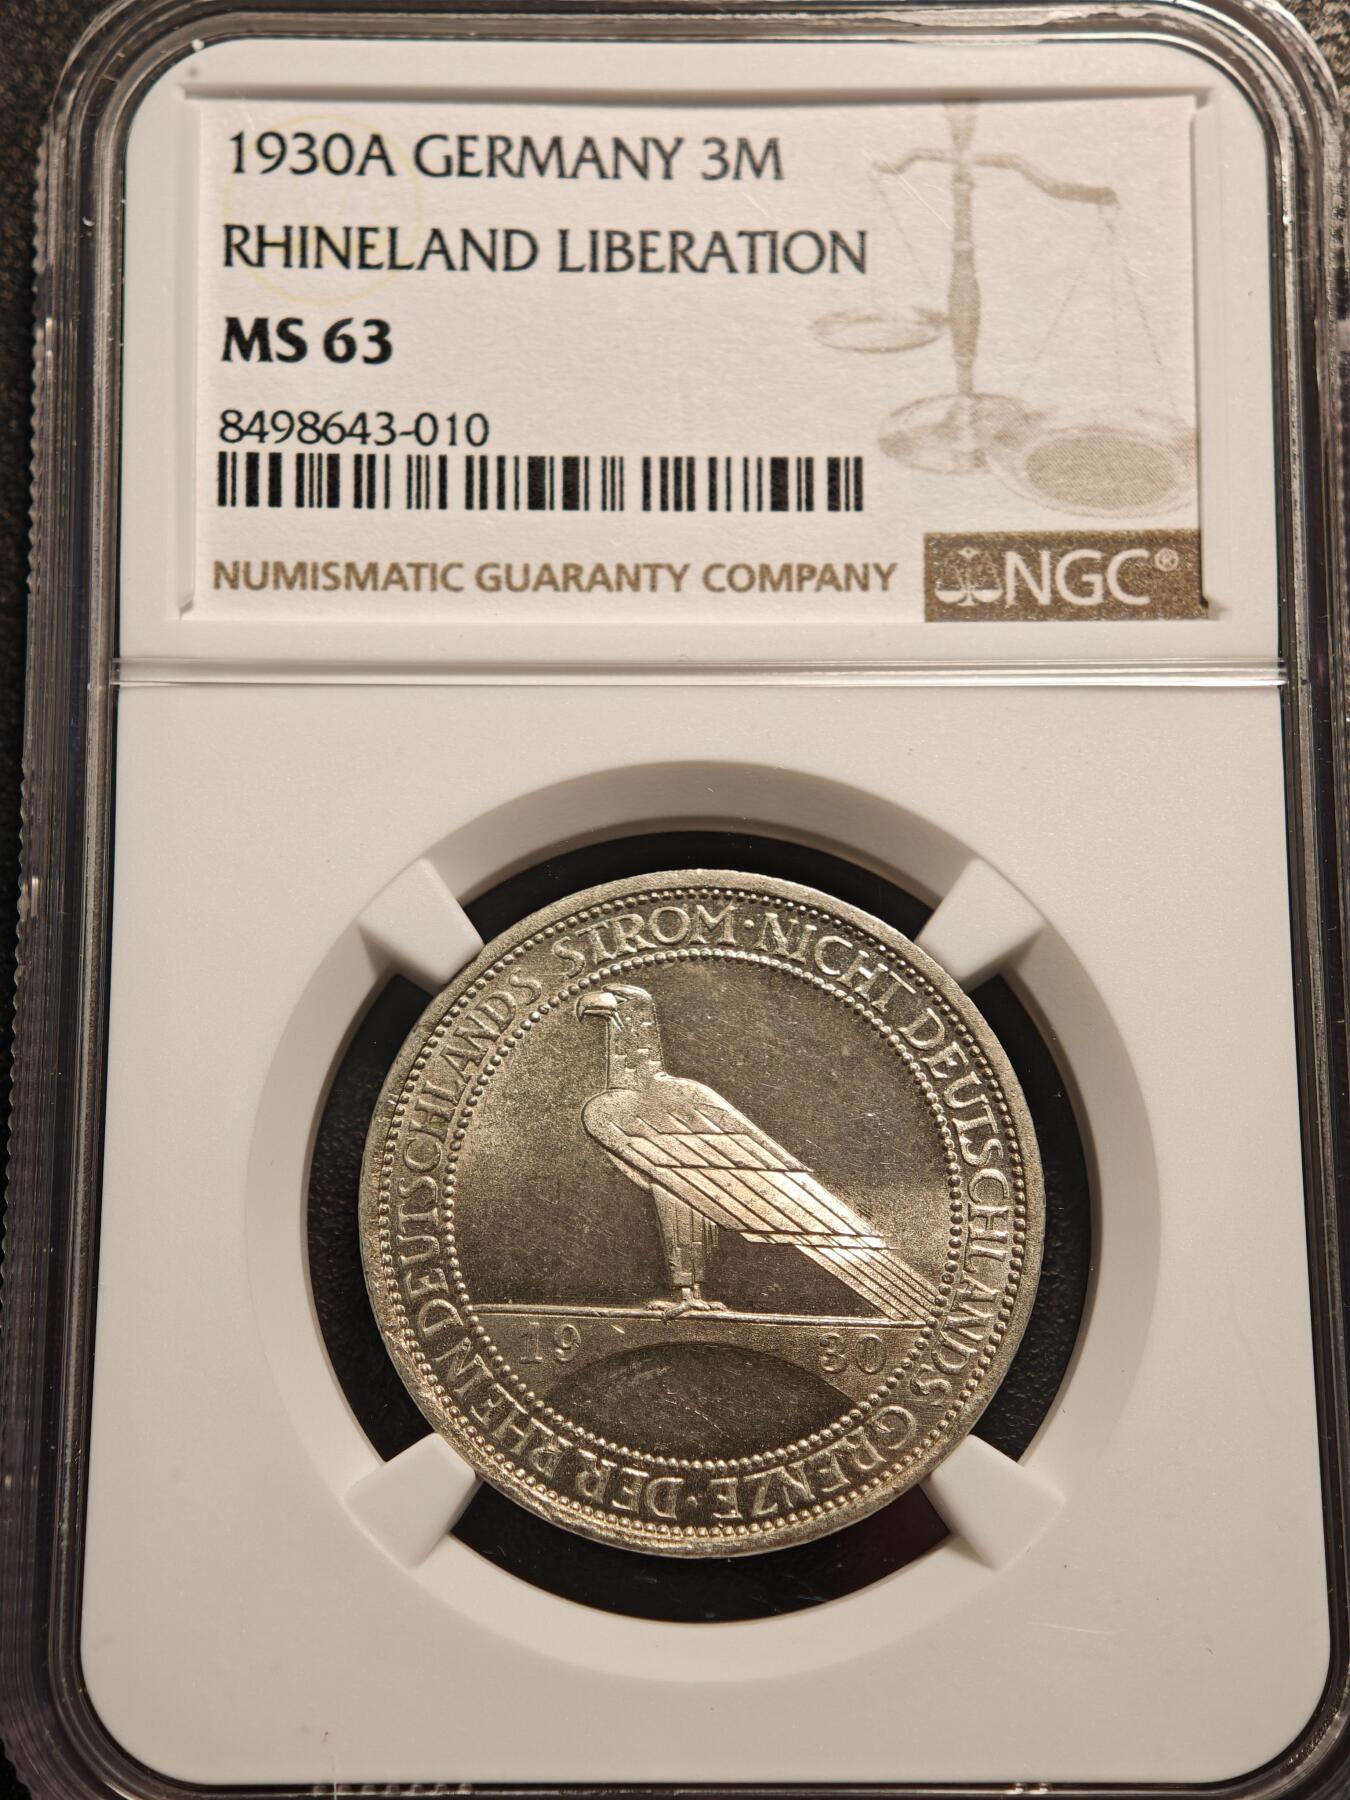 1930A GERMANY 3M
RHINELAND LIBERATION
MS 63
8498643-010
NUMISMATIC GUARANTY COMPANY
NGC®
DER RHEIN DEUTSCHLANDS STROM · NICHT DEUTSCHLANDS GRENZE ·
19 30